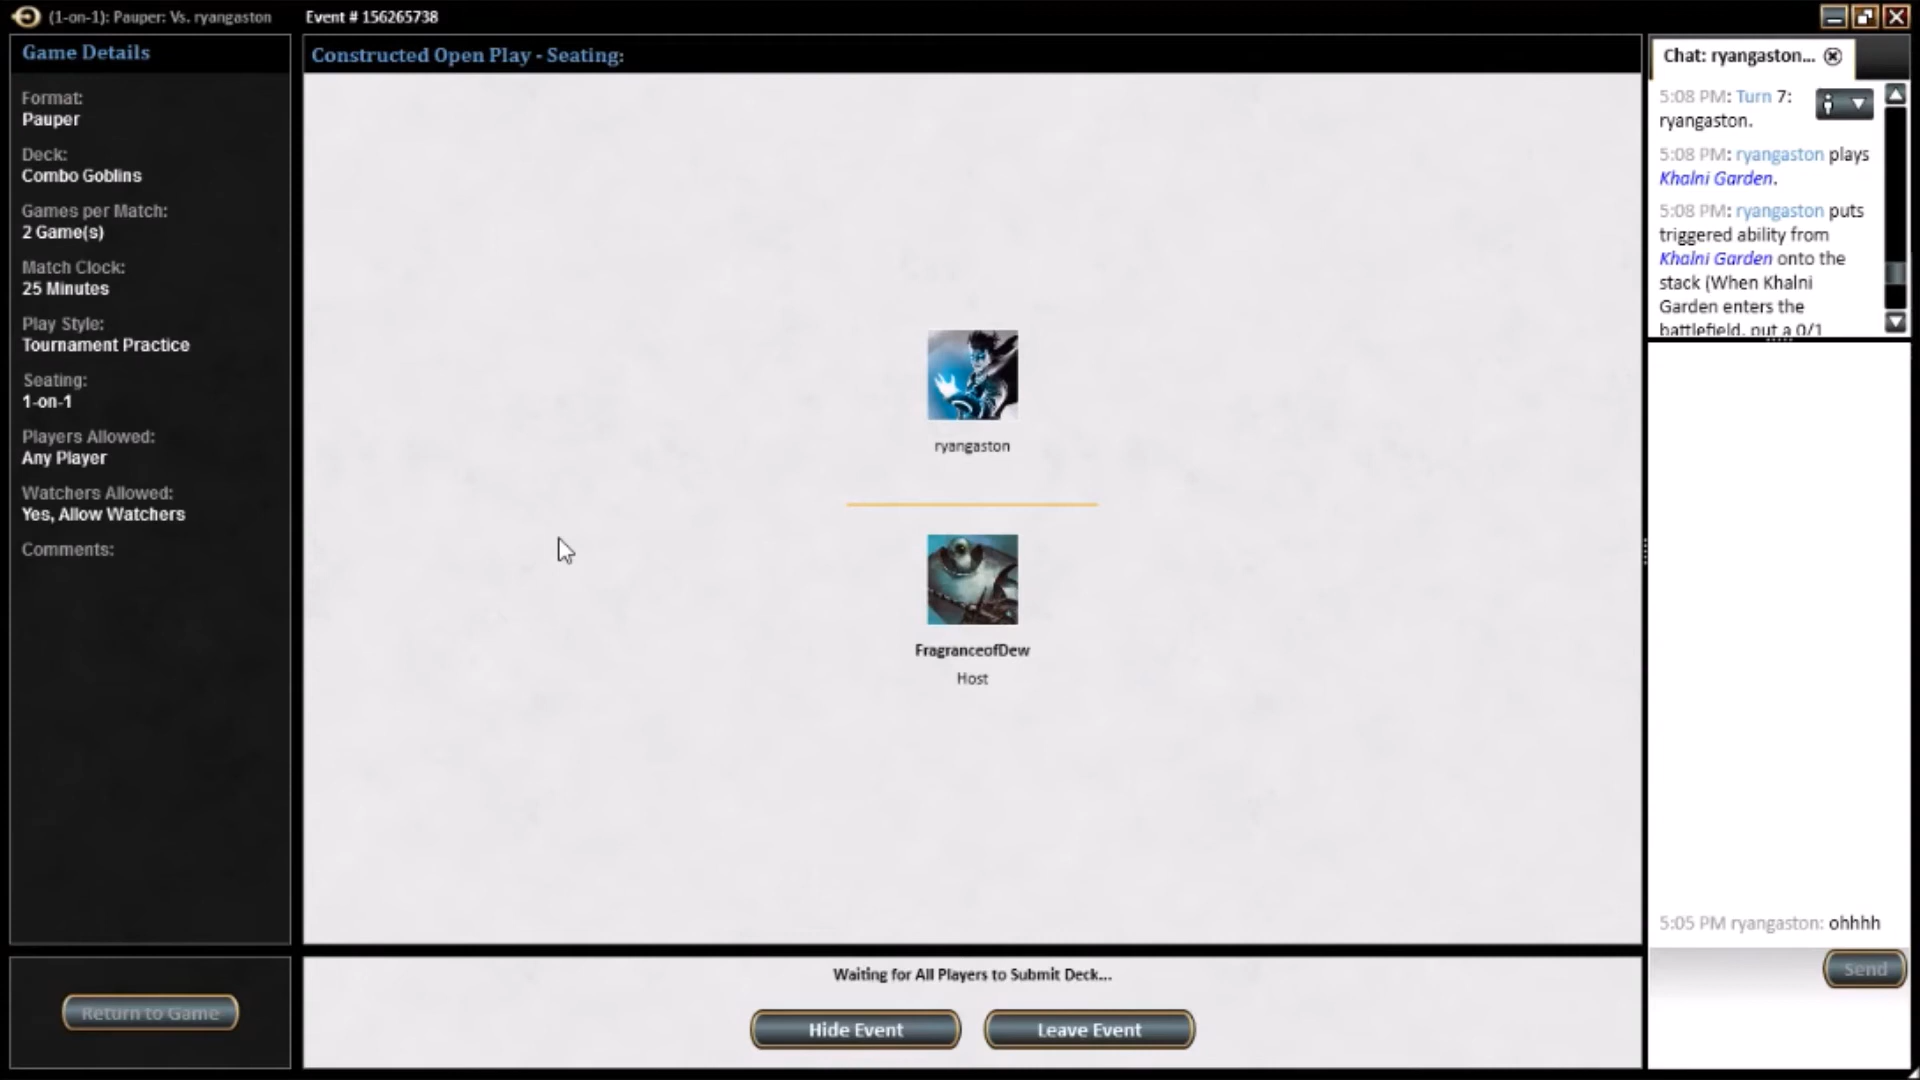 (1-on-1): Pauper: Vs. ryangaston
Event # 156265738
Game Details
Format:
Pauper
Deck:
Combo Goblins
Games per Match:
2 Game(s)
Match Clock:
25 Minutes
Play Style:
Tournament Practice
Seating:
1-on-1
Players Allowed:
Any Player
Watchers Allowed:
Yes, Allow Watchers
Comments:
Return to Game
Constructed Open Play - Seating:
ryangaston
FragranceofDew
Host
Waiting for All Players to Submit Deck...
Hide Event
Leave Event
Chat: ryangaston...
5:08 PM: Turn 7:
ryangaston.
5:08 PM: ryangaston plays
Khalni Garden.
5:08 PM: ryangaston puts
triggered ability from
Khalni Garden onto the
stack (When Khalni
Garden enters the
battlefield, put a 0/1
5:05 PM ryangaston: ohhhh
Send